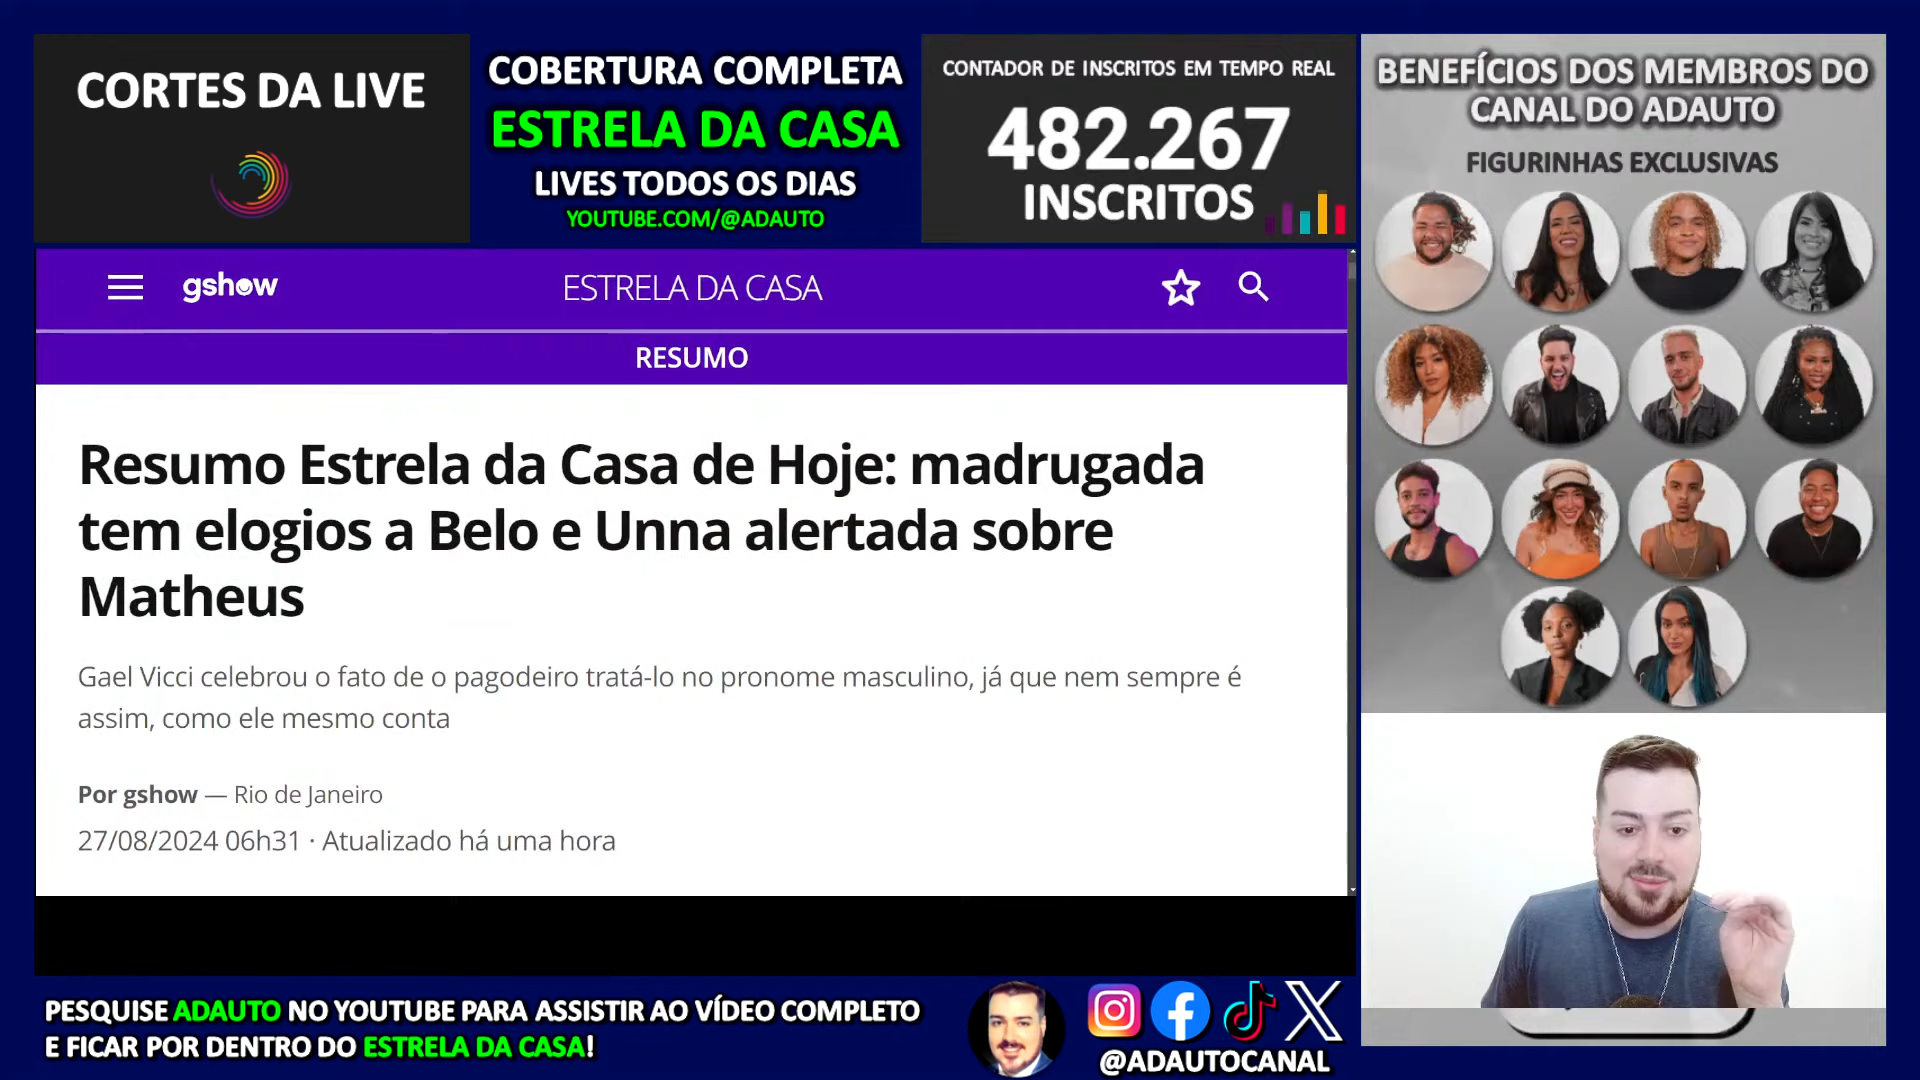 CORTES DA LIVE
COBERTURA COMPLETA
ESTRELA DA CASA
LIVES TODOS OS DIAS
YOUTUBE.COM/@ADAUTO
CONTADOR DE INSCRITOS EM TEMPO REAL
482.267
INSCRITOS
BENEFÍCIOS DOS MEMBROS DO
CANAL DO ADAUTO
FIGURINHAS EXCLUSIVAS
gshow
ESTRELA DA CASA
RESUMO
Resumo Estrela da Casa de Hoje: madrugada
tem elogios a Belo e Unna alertada sobre
Matheus
Gael Vicci celebrou o fato de o pagodeiro tratá-lo no pronome masculino, já que nem sempre é
assim, como ele mesmo conta
Por gshow — Rio de Janeiro
27/08/2024 06h31 · Atualizado há uma hora
PESQUISE ADAUTO NO YOUTUBE PARA ASSISTIR AO VÍDEO COMPLETO
E FICAR POR DENTRO DO ESTRELA DA CASA!
@ADAUTOCANAL